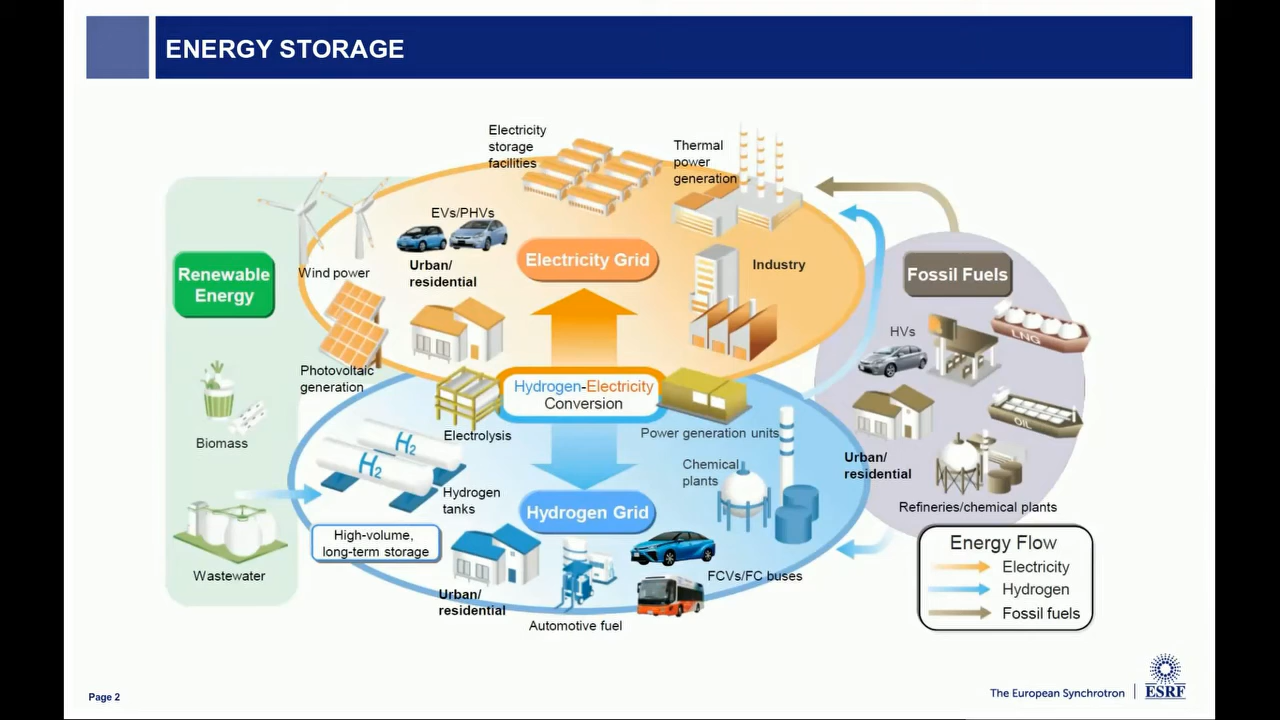 ENERGY STORAGE
Electricity
storage
facilities
Thermal
power
generation
EVs/PHVs
Urban/
residential
Electricity Grid
Industry
Renewable
Energy
Wind power
Fossil Fuels
LNG
HVs
Photovoltaic
generation
Hydrogen-Electricity
Conversion
OIL
Biomass
Electrolysis
Power generation units
H2
H2
Chemical
plants
Urban/
residential
Hydrogen
tanks
Hydrogen Grid
Refineries/chemical plants
High-volume,
long-term storage
Wastewater
FCVs/FC buses
Urban/
residential
Automotive fuel
Energy Flow
Electricity
Hydrogen
Fossil fuels
Page 2
The European Synchrotron
ESRF